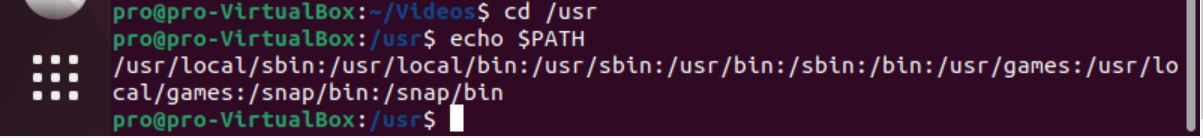 pro@pro-VirtualBox:~/Videos$ cd /usr
pro@pro-VirtualBox:/usr$ echo $PATH
/usr/local/sbin:/usr/local/bin:/usr/sbin:/usr/bin:/sbin:/bin:/usr/games:/usr/lo
cal/games:/snap/bin:/snap/bin
pro@pro-VirtualBox:/usr$